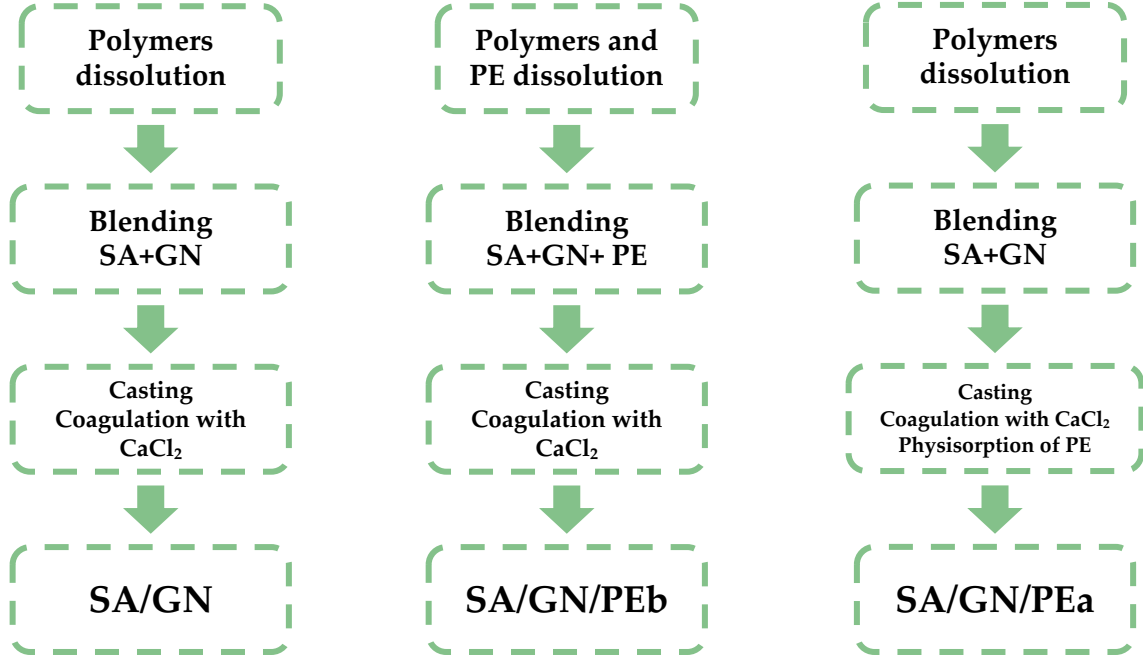 Polymers
dissolution
Blending
SA+GN
Casting
Coagulation with
CaCl₂
SA/GN
Polymers and
PE dissolution
Blending
SA+GN+ PE
Casting
Coagulation with
CaCl₂
SA/GN/PEb
Polymers
dissolution
Blending
SA+GN
Casting
Coagulation with CaCl₂
Physisorption of PE
SA/GN/PEa